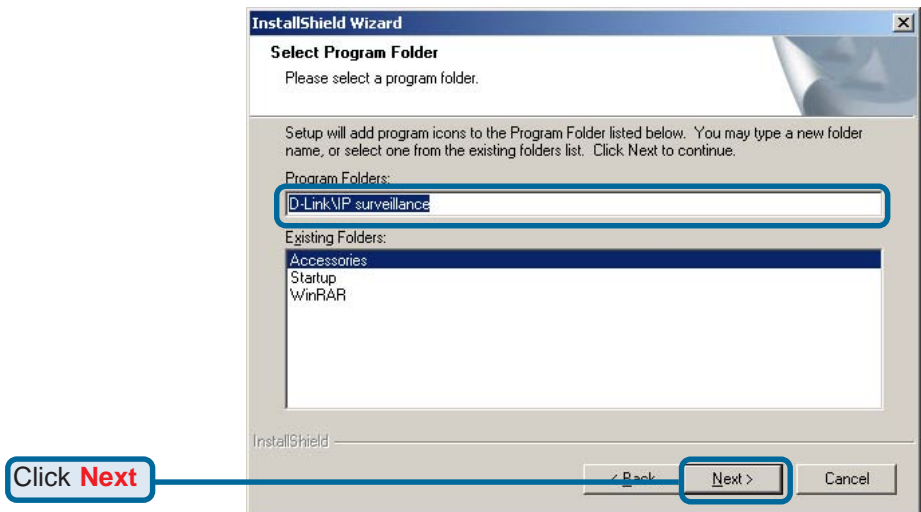 InstallShield Wizard
Select Program Folder
Please select a program folder.
Setup will add program icons to the Program Folder listed below. You may type a new folder
name, or select one from the existing folders list. Click Next to continue.
Program Folders:
D-Link\IP surveillance
Existing Folders:
Accessories
Startup
WinRAR
InstallShield
Click Next
< Back
Next >
Cancel